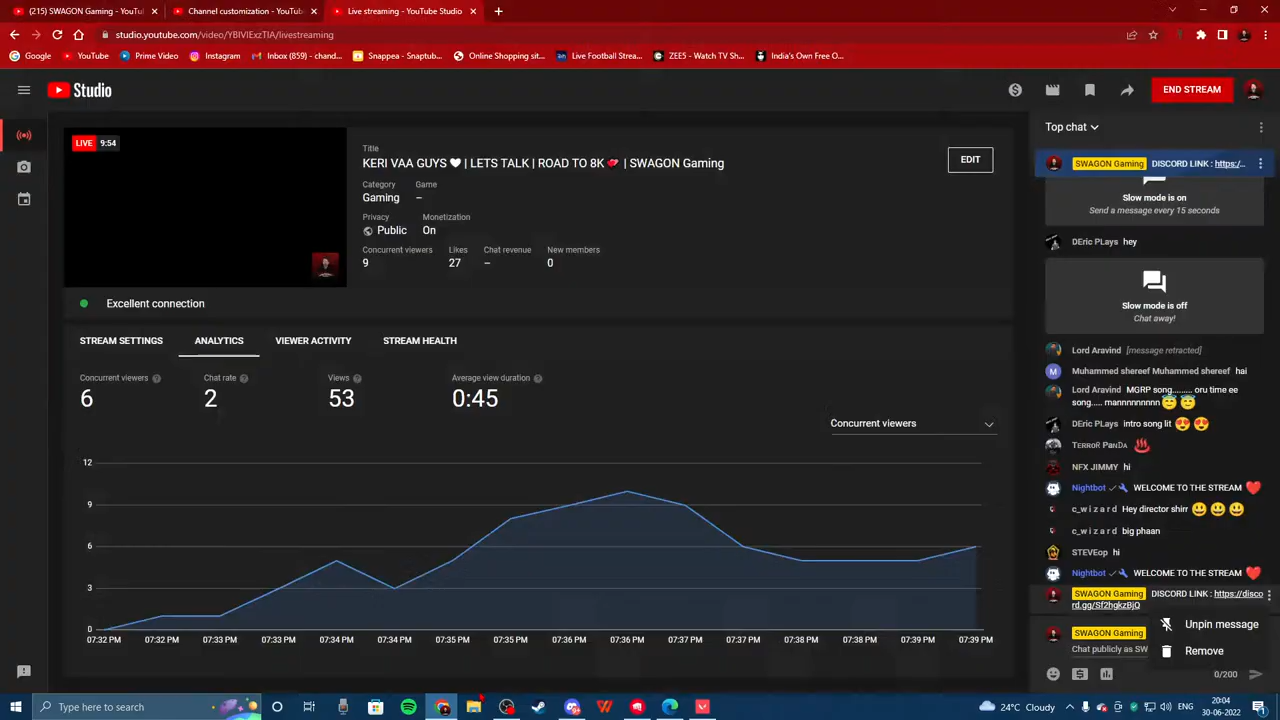 (215) SWAGON Gaming - YouTu
Channel customization - YouTub
Live streaming - YouTube Studio
studio.youtube.com/video/YBIVIExzTIA/livestreaming
Google
YouTube
Prime Video
Instagram
Inbox (859) - chand...
Snappea - Snaptub...
Online Shopping sit...
Live Football Strea...
ZEE5 - Watch TV Sh...
India's Own Free O...
Studio
END STREAM
LIVE 9:54
Title
KERI VAA GUYS 🤍 | LETS TALK | ROAD TO 8K 💝 | SWAGON Gaming
EDIT
Category Game
Gaming –
Privacy Monetization
Public On
Concurrent viewers Likes Chat revenue New members
9 27 – 0
Excellent connection
STREAM SETTINGS ANALYTICS VIEWER ACTIVITY STREAM HEALTH
Concurrent viewers Chat rate Views Average view duration
6 2 53 0:45
Concurrent viewers
12
9
6
3
0
07:32 PM 07:32 PM 07:33 PM 07:33 PM 07:34 PM 07:34 PM 07:35 PM 07:35 PM 07:36 PM 07:36 PM 07:37 PM 07:37 PM 07:38 PM 07:38 PM 07:39 PM 07:39 PM
Top chat
SWAGON Gaming DISCORD LINK : https:/...
Slow mode is on
Send a message every 15 seconds
DEric PLays hey
Slow mode is off
Chat away!
Lord Aravind [message retracted]
M
Muhammed shereef Muhammed shereef hai
Lord Aravind MGRP song......... oru time ee
song..... mannnnnnnnn 😇 😇
DEric PLays intro song lit 😍 😍
TᴇʀʀᴏR PᴀɴDᴀ ♨️
NFX JIMMY hi
Nightbot WELCOME TO THE STREAM ❤️
c_w i z a r d Hey director shirr 😃 😃 😃
c_w i z a r d big phaan
STEVEop hi
Nightbot WELCOME TO THE STREAM ❤️
SWAGON Gaming DISCORD LINK : https://disco
rd.gg/Sf2hgkzBjQ
Unpin message
Remove
SWAGON Gaming
Chat publicly as SW
0/200
Type here to search
24°C Cloudy
20:04
30-06-2022